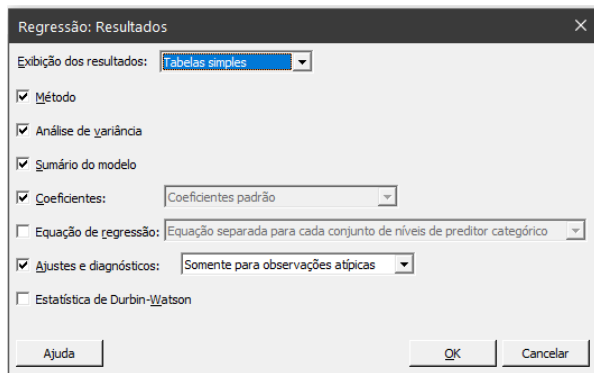 Regressão: Resultados
Exibição dos resultados: Tabelas simples
Método
Análise de variância
Sumário do modelo
Coeficientes: Coeficientes padrão
Equação de regressão: Equação separada para cada conjunto de níveis de preditor categórico
Ajustes e diagnósticos: Somente para observações atípicas
Estatística de Durbin-Watson
Ajuda OK Cancelar